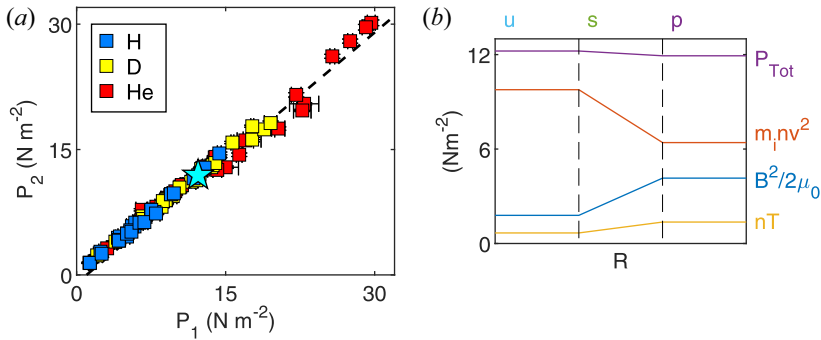 (a)
30
15
0
P₂ (N m⁻²)
H
D
He
0
15
30
P₁ (N m⁻²)
(b)
u
s
p
12
6
0
(Nm⁻²)
P_Tot
mᵢnv²
B²/2μ₀
nT
R